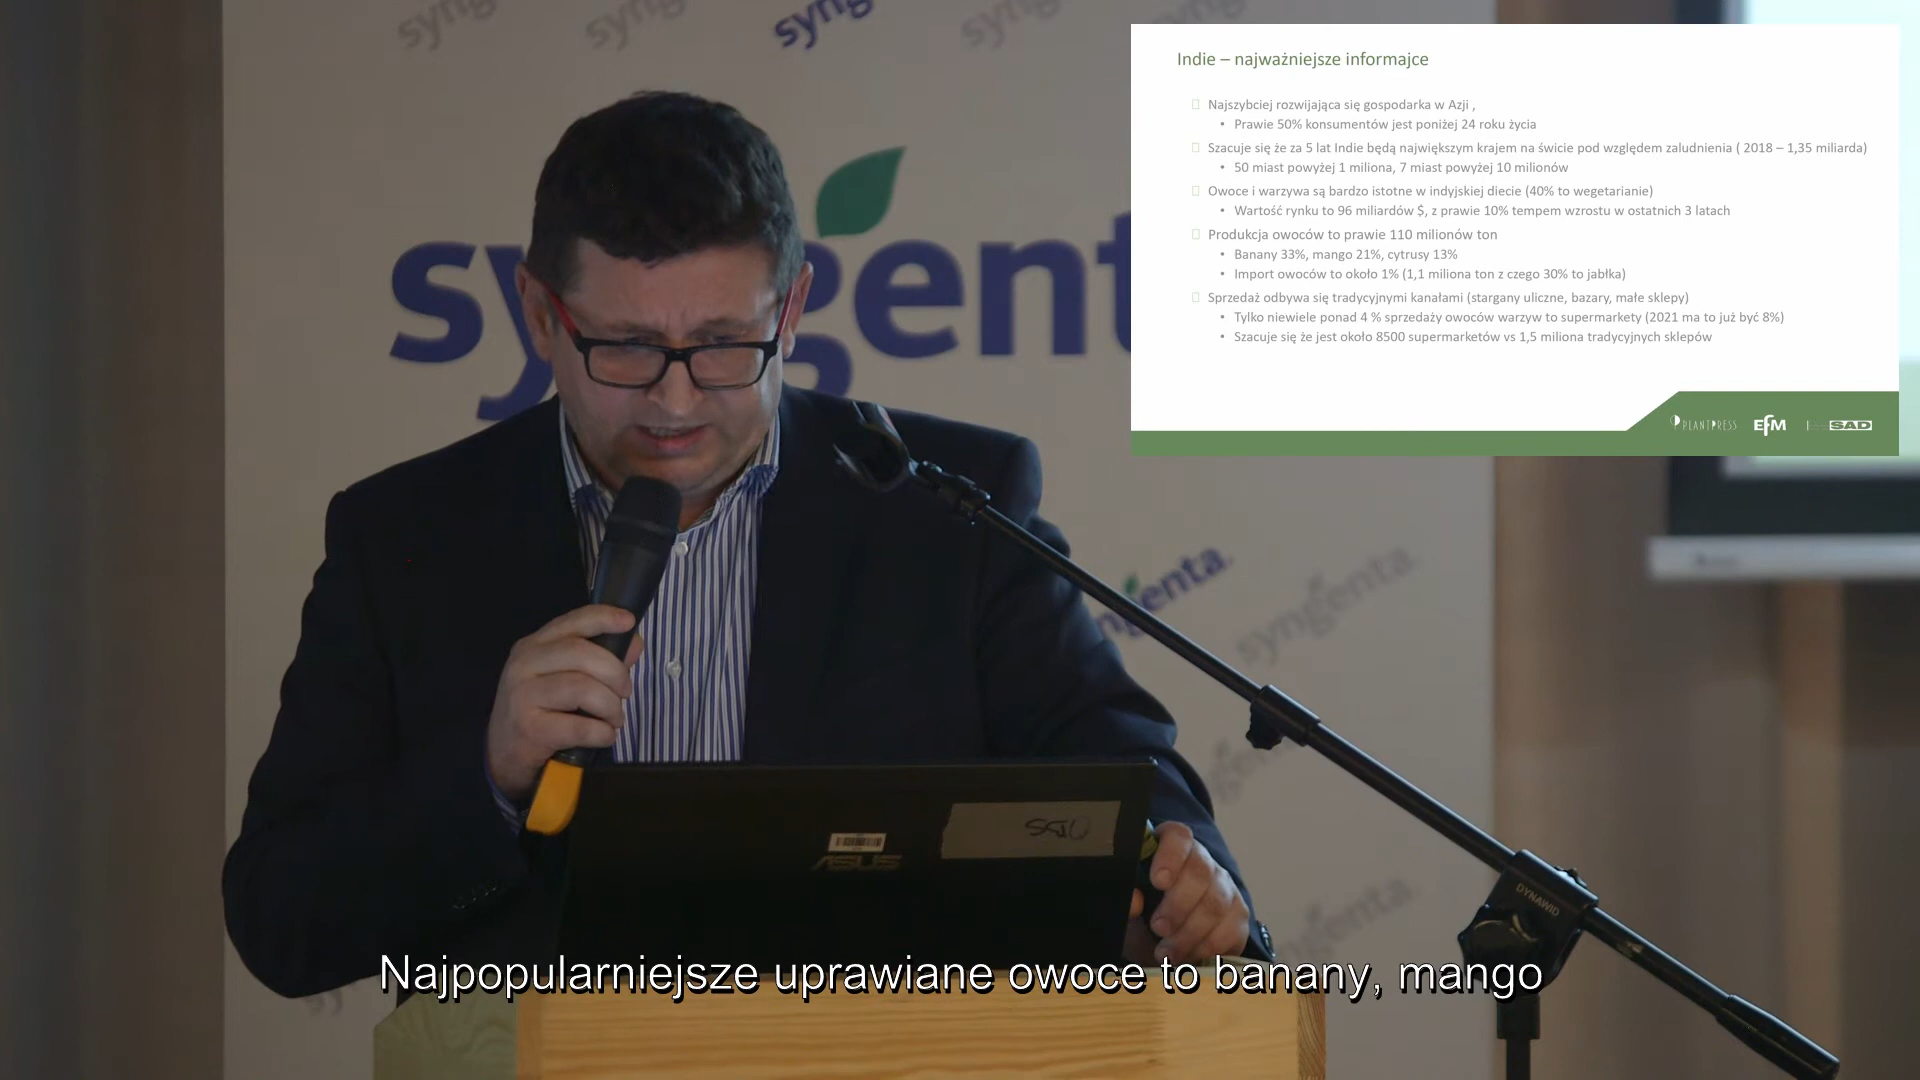 Indie – najważniejsze informajce
Najszybciej rozwijająca się gospodarka w Azji ,
• Prawie 50% konsumentów jest poniżej 24 roku życia
Szacuje się że za 5 lat Indie będą największym krajem na świcie pod względem zaludnienia ( 2018 – 1,35 miliarda)
• 50 miast powyżej 1 miliona, 7 miast powyżej 10 milionów
Owoce i warzywa są bardzo istotne w indyjskiej diecie (40% to wegetarianie)
• Wartość rynku to 96 miliardów $, z prawie 10% tempem wzrostu w ostatnich 3 latach
Produkcja owoców to prawie 110 milionów ton
• Banany 33%, mango 21%, cytrusy 13%
• Import owoców to około 1% (1,1 miliona ton z czego 30% to jabłka)
Sprzedaż odbywa się tradycyjnymi kanałami (stargany uliczne, bazary, małe sklepy)
• Tylko niewiele ponad 4 % sprzedaży owoców warzyw to supermarkety (2021 ma to już być 8%)
• Szacuje się że jest około 8500 supermarketów vs 1,5 miliona tradycyjnych sklepów
PLANTPRESS EFM SAD
syngenta
syngenta
syngenta
ASUS
DYNAWID
syngenta
Najpopularniejsze uprawiane owoce to banany, mango